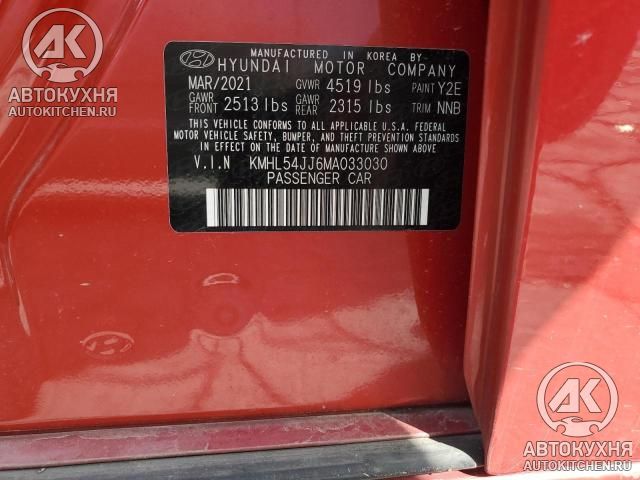 MANUFACTURED IN KOREA BY
HYUNDAI MOTOR COMPANY
MAR/2021 GVWR 4519 lbs PAINT Y2E
GAWR FRONT 2513 lbs GAWR REAR 2315 lbs TRIM NNB
THIS VEHICLE CONFORMS TO ALL APPLICABLE U.S.A. FEDERAL
MOTOR VEHICLE SAFETY, BUMPER, AND THEFT PREVENTION STANDARDS
IN EFFECT ON THE DATE OF MANUFACTURE SHOWN ABOVE.
V.I.N KMHL54JJ6MA033030
PASSENGER CAR
АК
АВТОКУХНЯ
AUTOKITCHEN.RU
АК
АВТОКУХНЯ
AUTOKITCHEN.RU